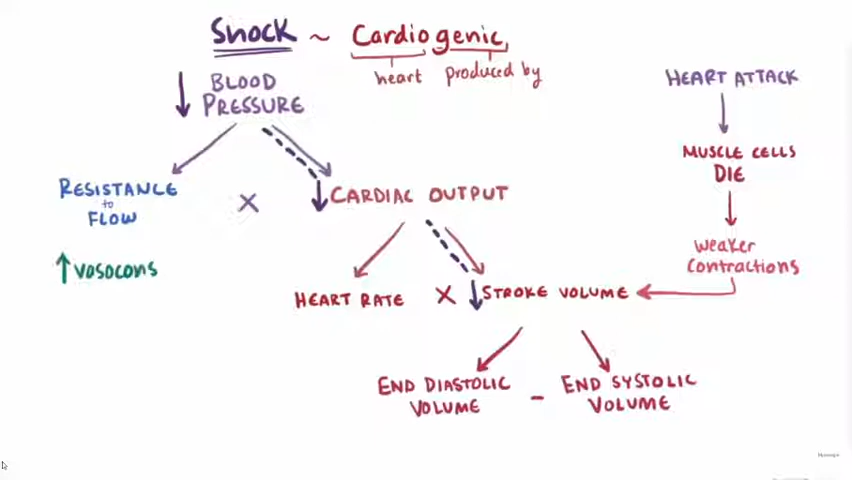 Shock ~ Cardiogenic
heart produced by
↓ BLOOD
PRESSURE
RESISTANCE
to
FLOW
×
↓ CARDIAC OUTPUT
↑ VASOCONS
HEART RATE × ↓ STROKE VOLUME
END DIASTOLIC
VOLUME
-
END SYSTOLIC
VOLUME
HEART ATTACK
MUSCLE CELLS
DIE
weaker
contractions